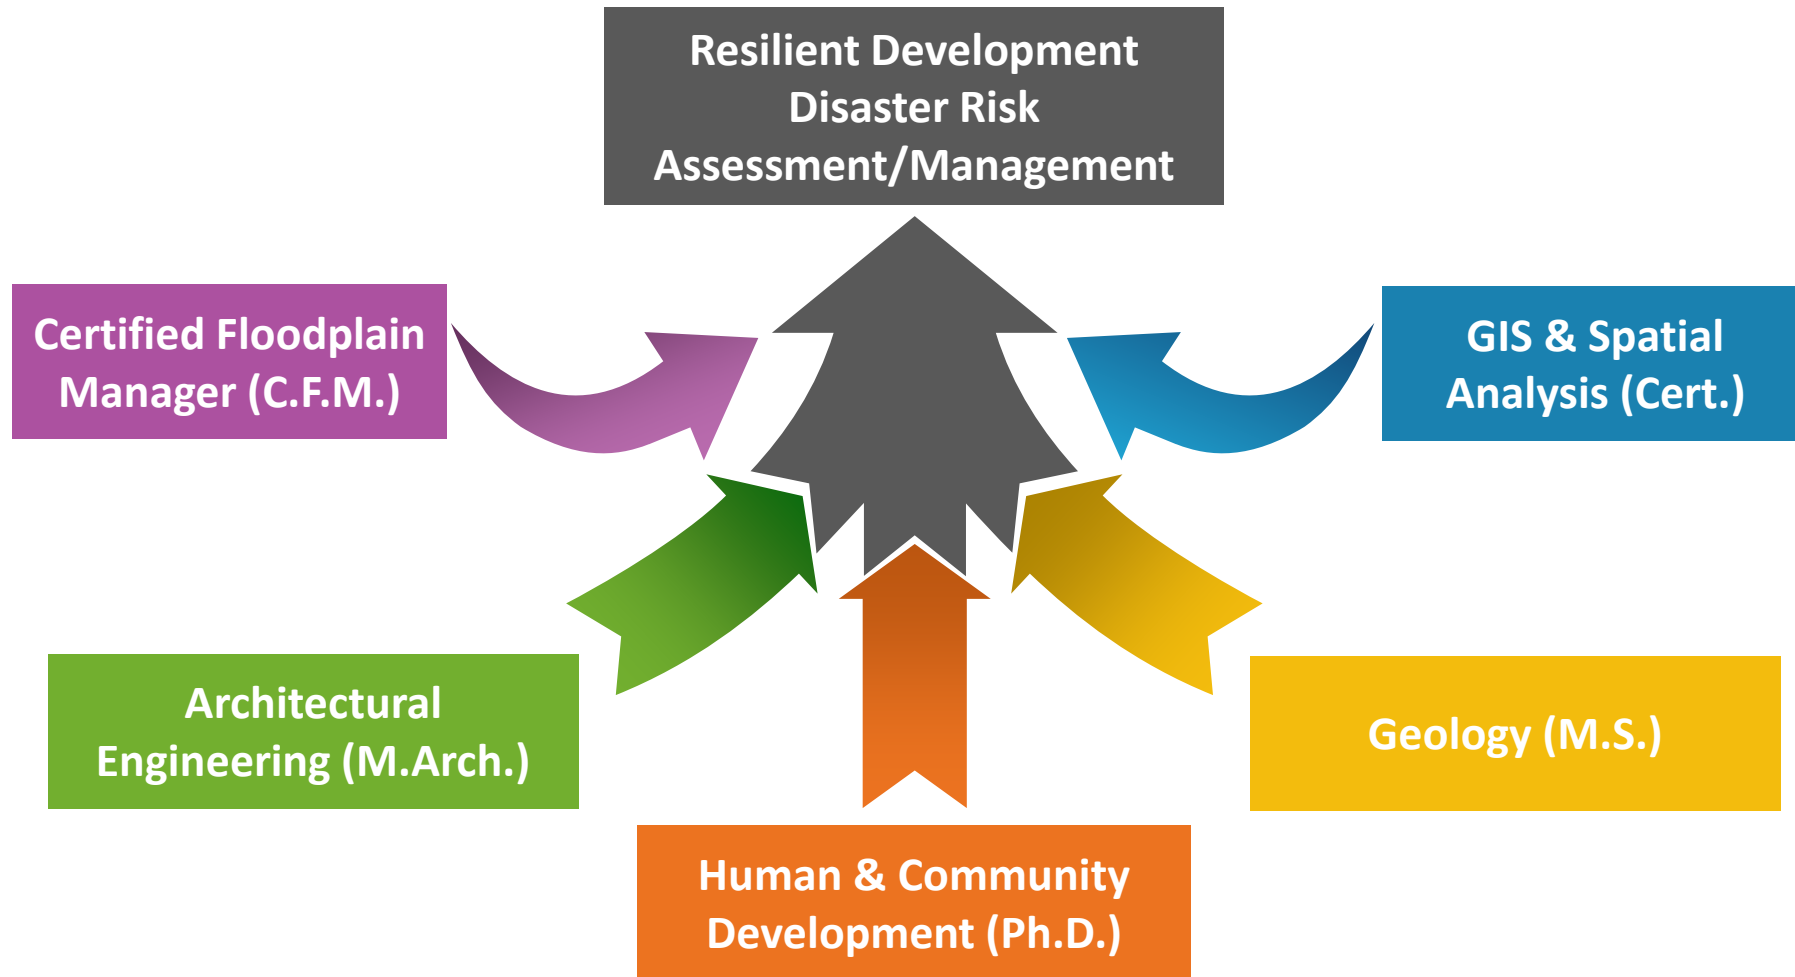 Resilient Development
Disaster Risk
Assessment/Management
Certified Floodplain
Manager (C.F.M.)
GIS & Spatial
Analysis (Cert.)
Architectural
Engineering (M.Arch.)
Geology (M.S.)
Human & Community
Development (Ph.D.)